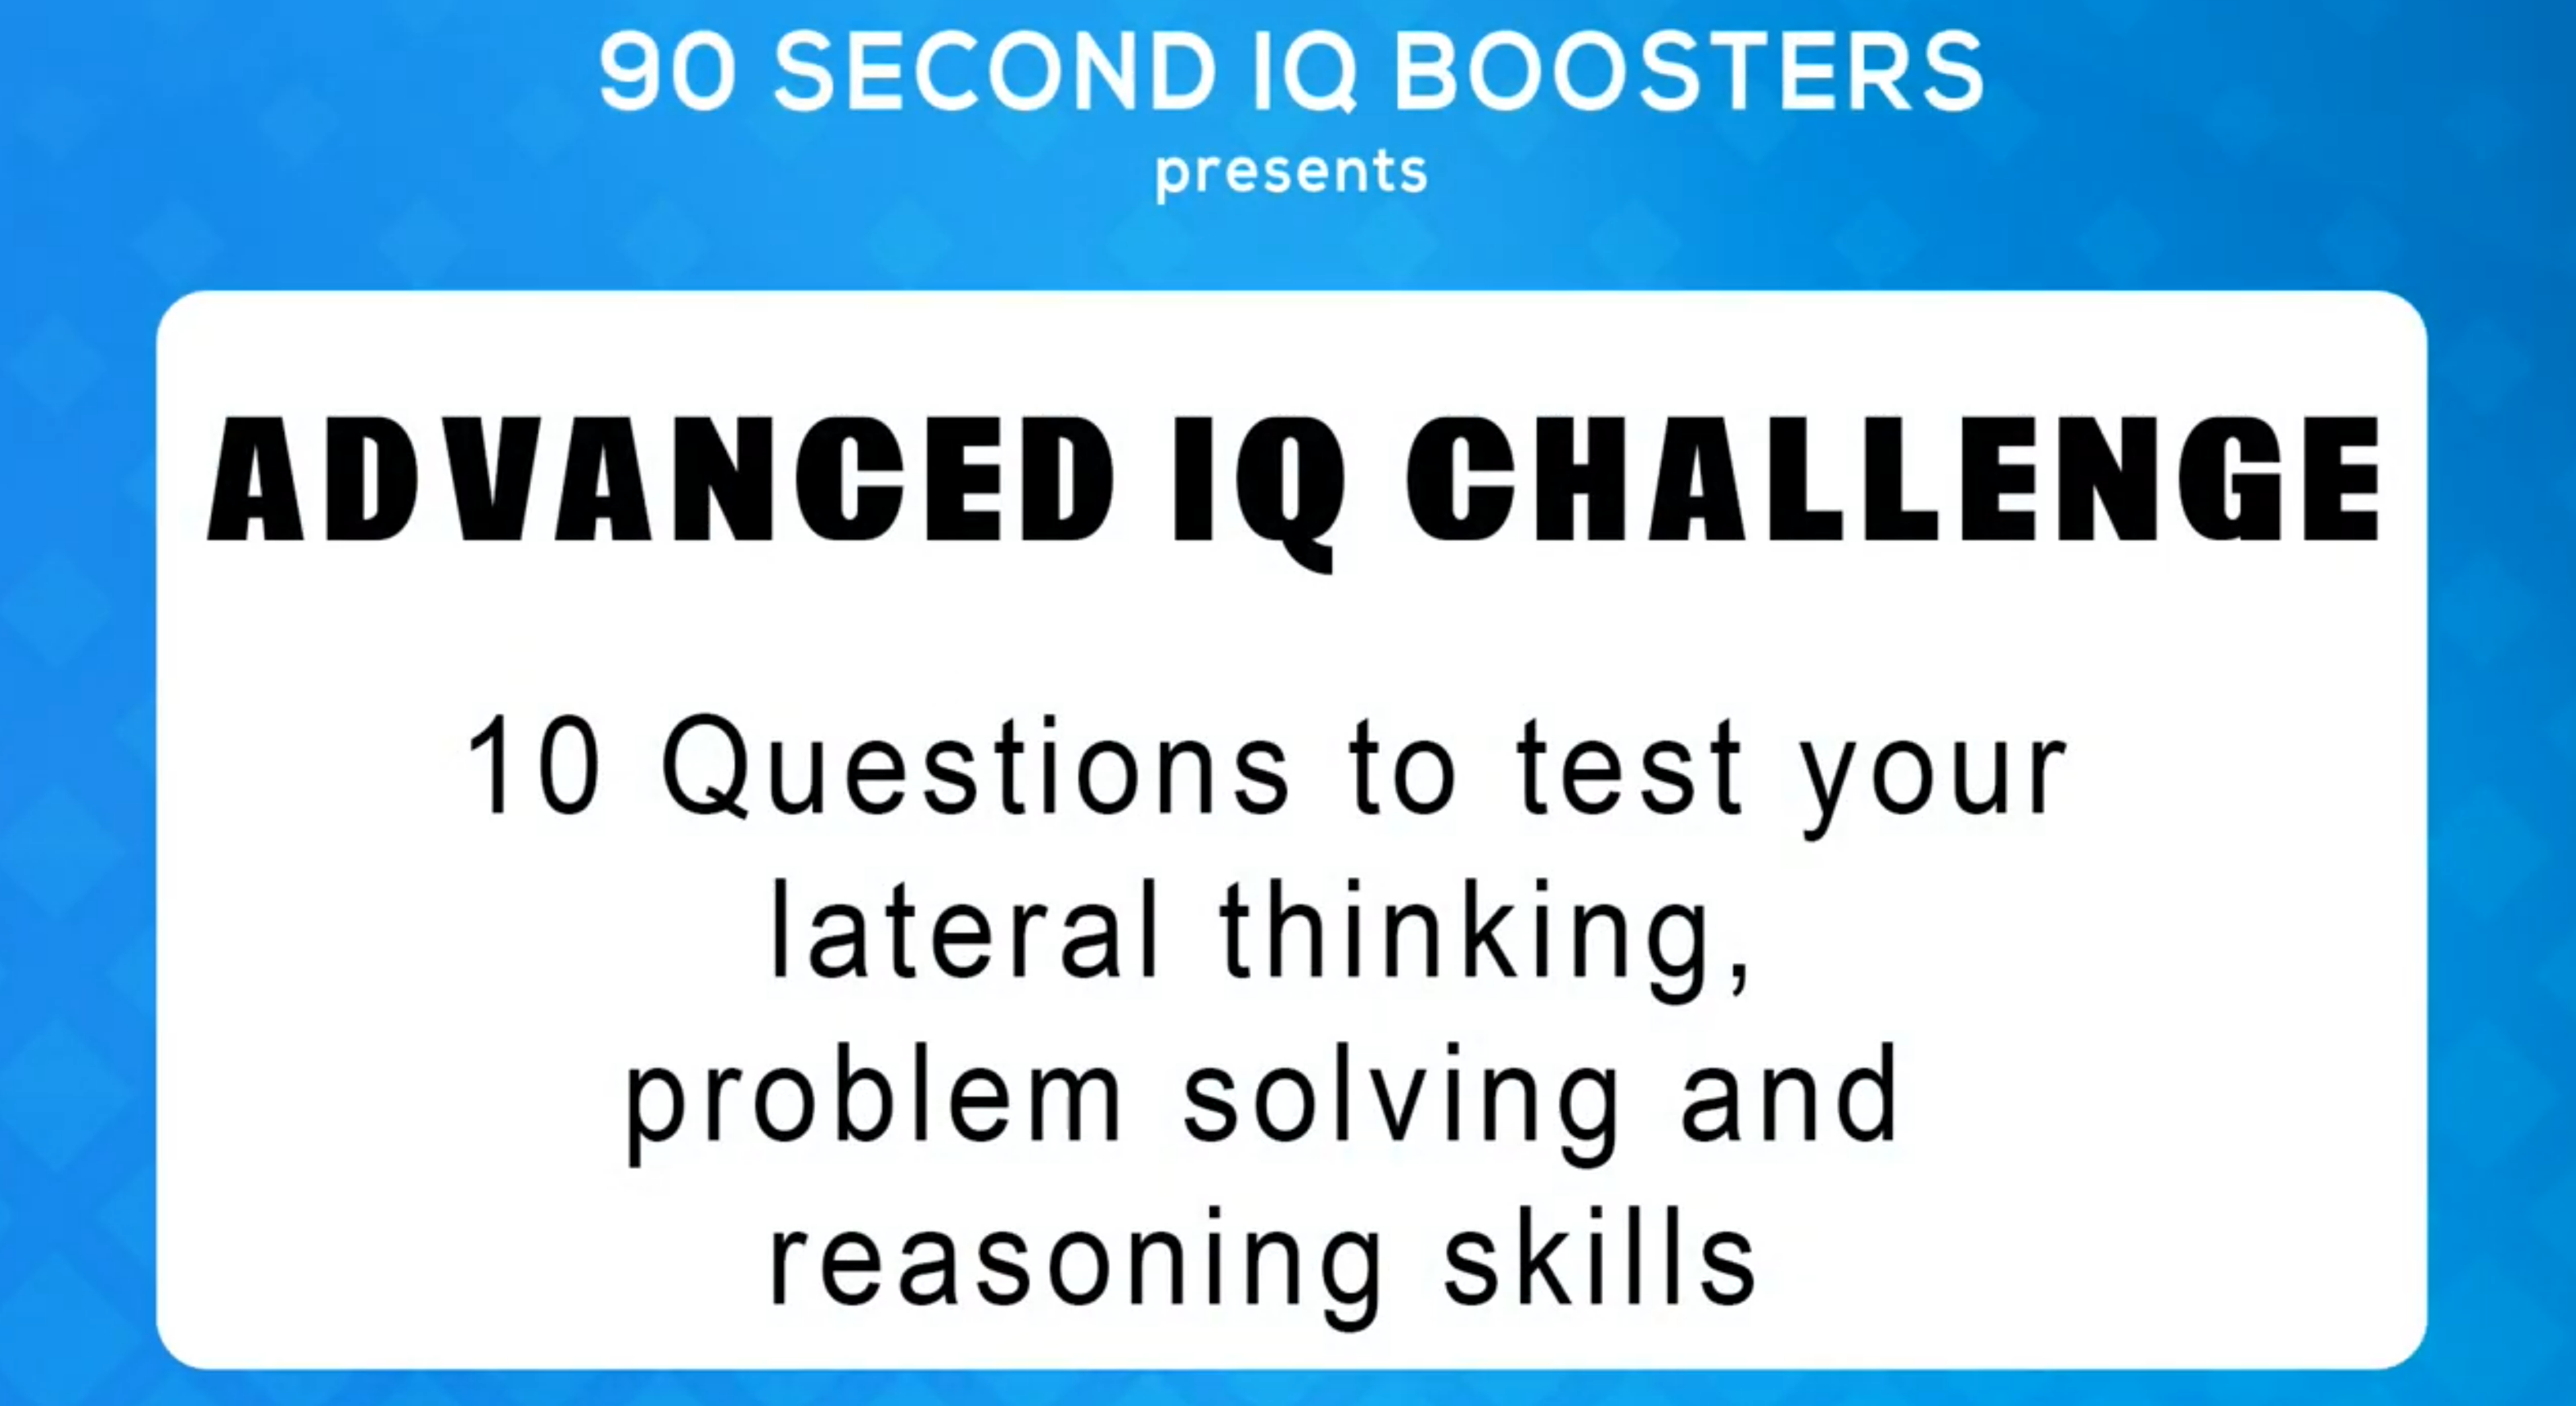 90 SECOND IQ BOOSTERS
presents
ADVANCED IQ CHALLENGE
10 Questions to test your
lateral thinking,
problem solving and
reasoning skills